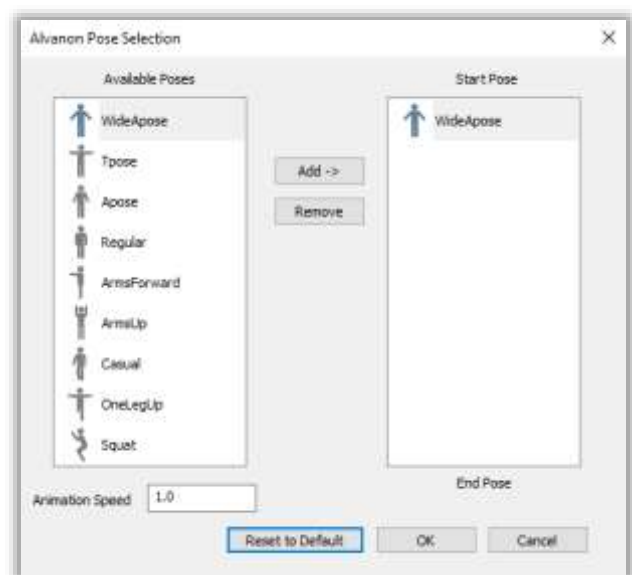 Alvanon Pose Selection
Available Poses
Start Pose
WideApose
WideApose
Tpose
Add ->
Apose
Remove
Regular
ArmsForward
ArmsUp
Casual
OneLegUp
Squat
End Pose
Animation Speed 1.0
Reset to Default OK Cancel